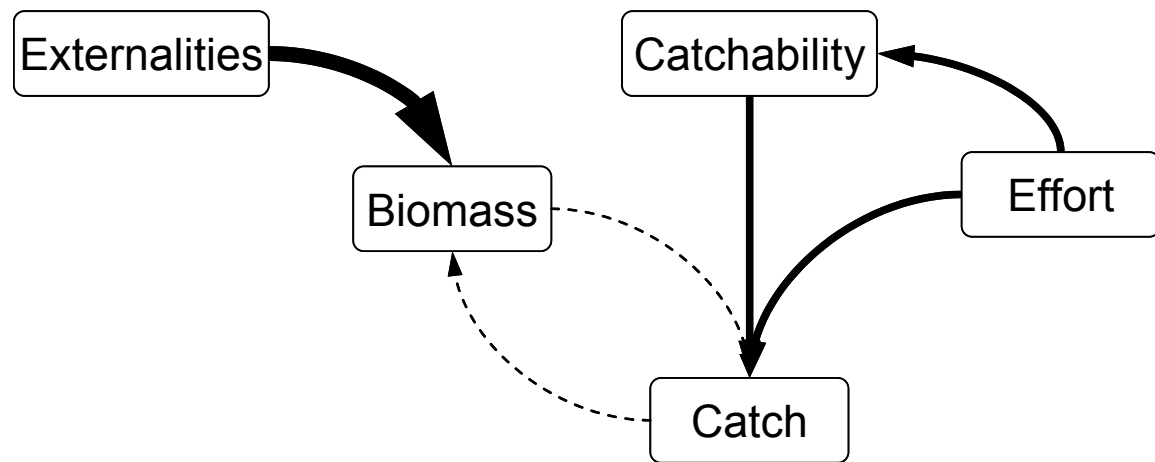 Externalities
Catchability
Biomass
Effort
Catch